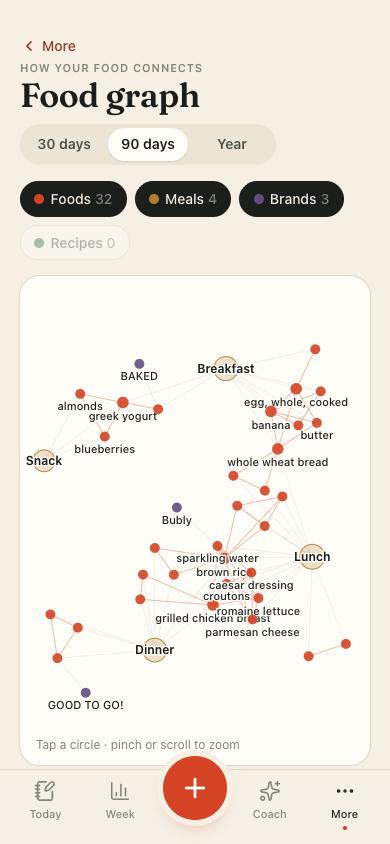 More
HOW YOUR FOOD CONNECTS
Food graph
30 days 90 days Year
Foods 32 Meals 4 Brands 3
Recipes 0
Breakfast
BAKED
almonds
egg, whole, cooked
greek yogurt
banana
butter
blueberries
Snack
whole wheat bread
Bubly
sparkling water
Lunch
brown rice
caesar dressing
croutons
romaine lettuce
grilled chicken breast
parmesan cheese
Dinner
GOOD TO GO!
Tap a circle · pinch or scroll to zoom
Today Week Coach More